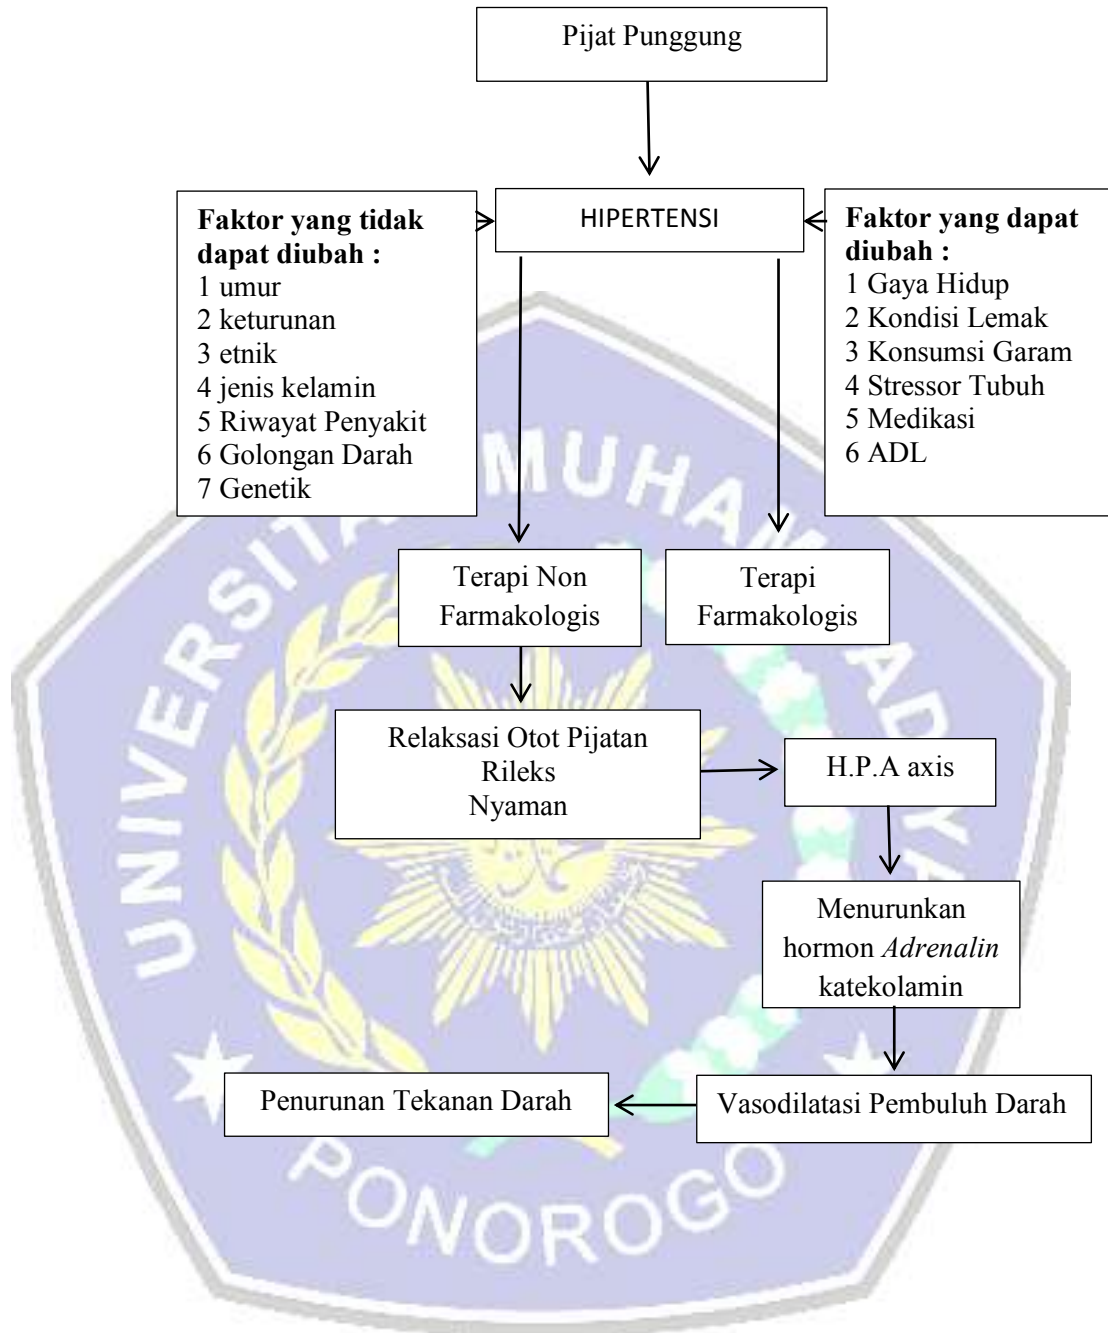 Pijat Punggung
HIPERTENSI
Faktor yang tidak
dapat diubah :
1 umur
2 keturunan
3 etnik
4 jenis kelamin
5 Riwayat Penyakit
6 Golongan Darah
7 Genetik
Faktor yang dapat
diubah :
1 Gaya Hidup
2 Kondisi Lemak
3 Konsumsi Garam
4 Stressor Tubuh
5 Medikasi
6 ADL
Terapi Non
Farmakologis
Terapi
Farmakologis
Relaksasi Otot Pijatan
Rileks
Nyaman
H.P.A axis
Menurunkan
hormon Adrenalin
katekolamin
Vasodilatasi Pembuluh Darah
Penurunan Tekanan Darah
PONOROGO